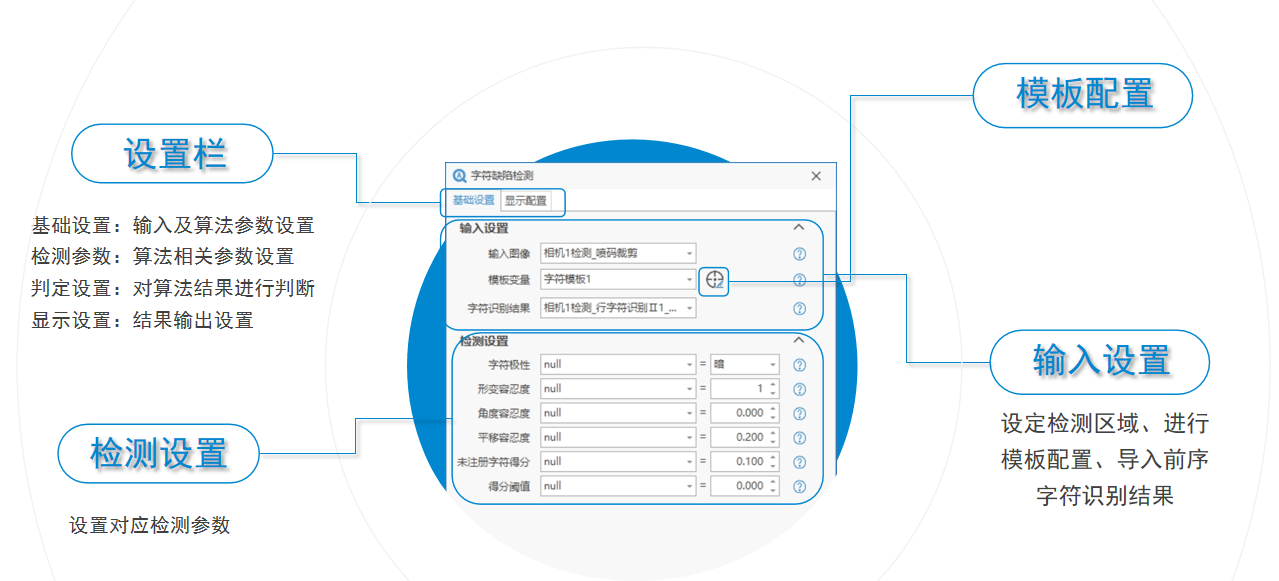 模板配置
设置栏
基础设置：输入及算法参数设置
检测参数：算法相关参数设置
判定设置：对算法结果进行判断
显示设置：结果输出设置
字符缺陷检测
基础设置 显示配置
输入设置
输入图像 相机1检测_喷码裁剪
模板变量 字符模板1
字符识别结果 相机1检测_行字符识别Ⅱ1_...
检测设置
字符极性 null = 暗
形变容忍度 null = 1
角度容忍度 null = 0.000
平移容忍度 null = 0.200
未注册字符得分 null = 0.100
得分阈值 null = 0.000
输入设置
设定检测区域、进行
模板配置、导入前序
字符识别结果
检测设置
设置对应检测参数